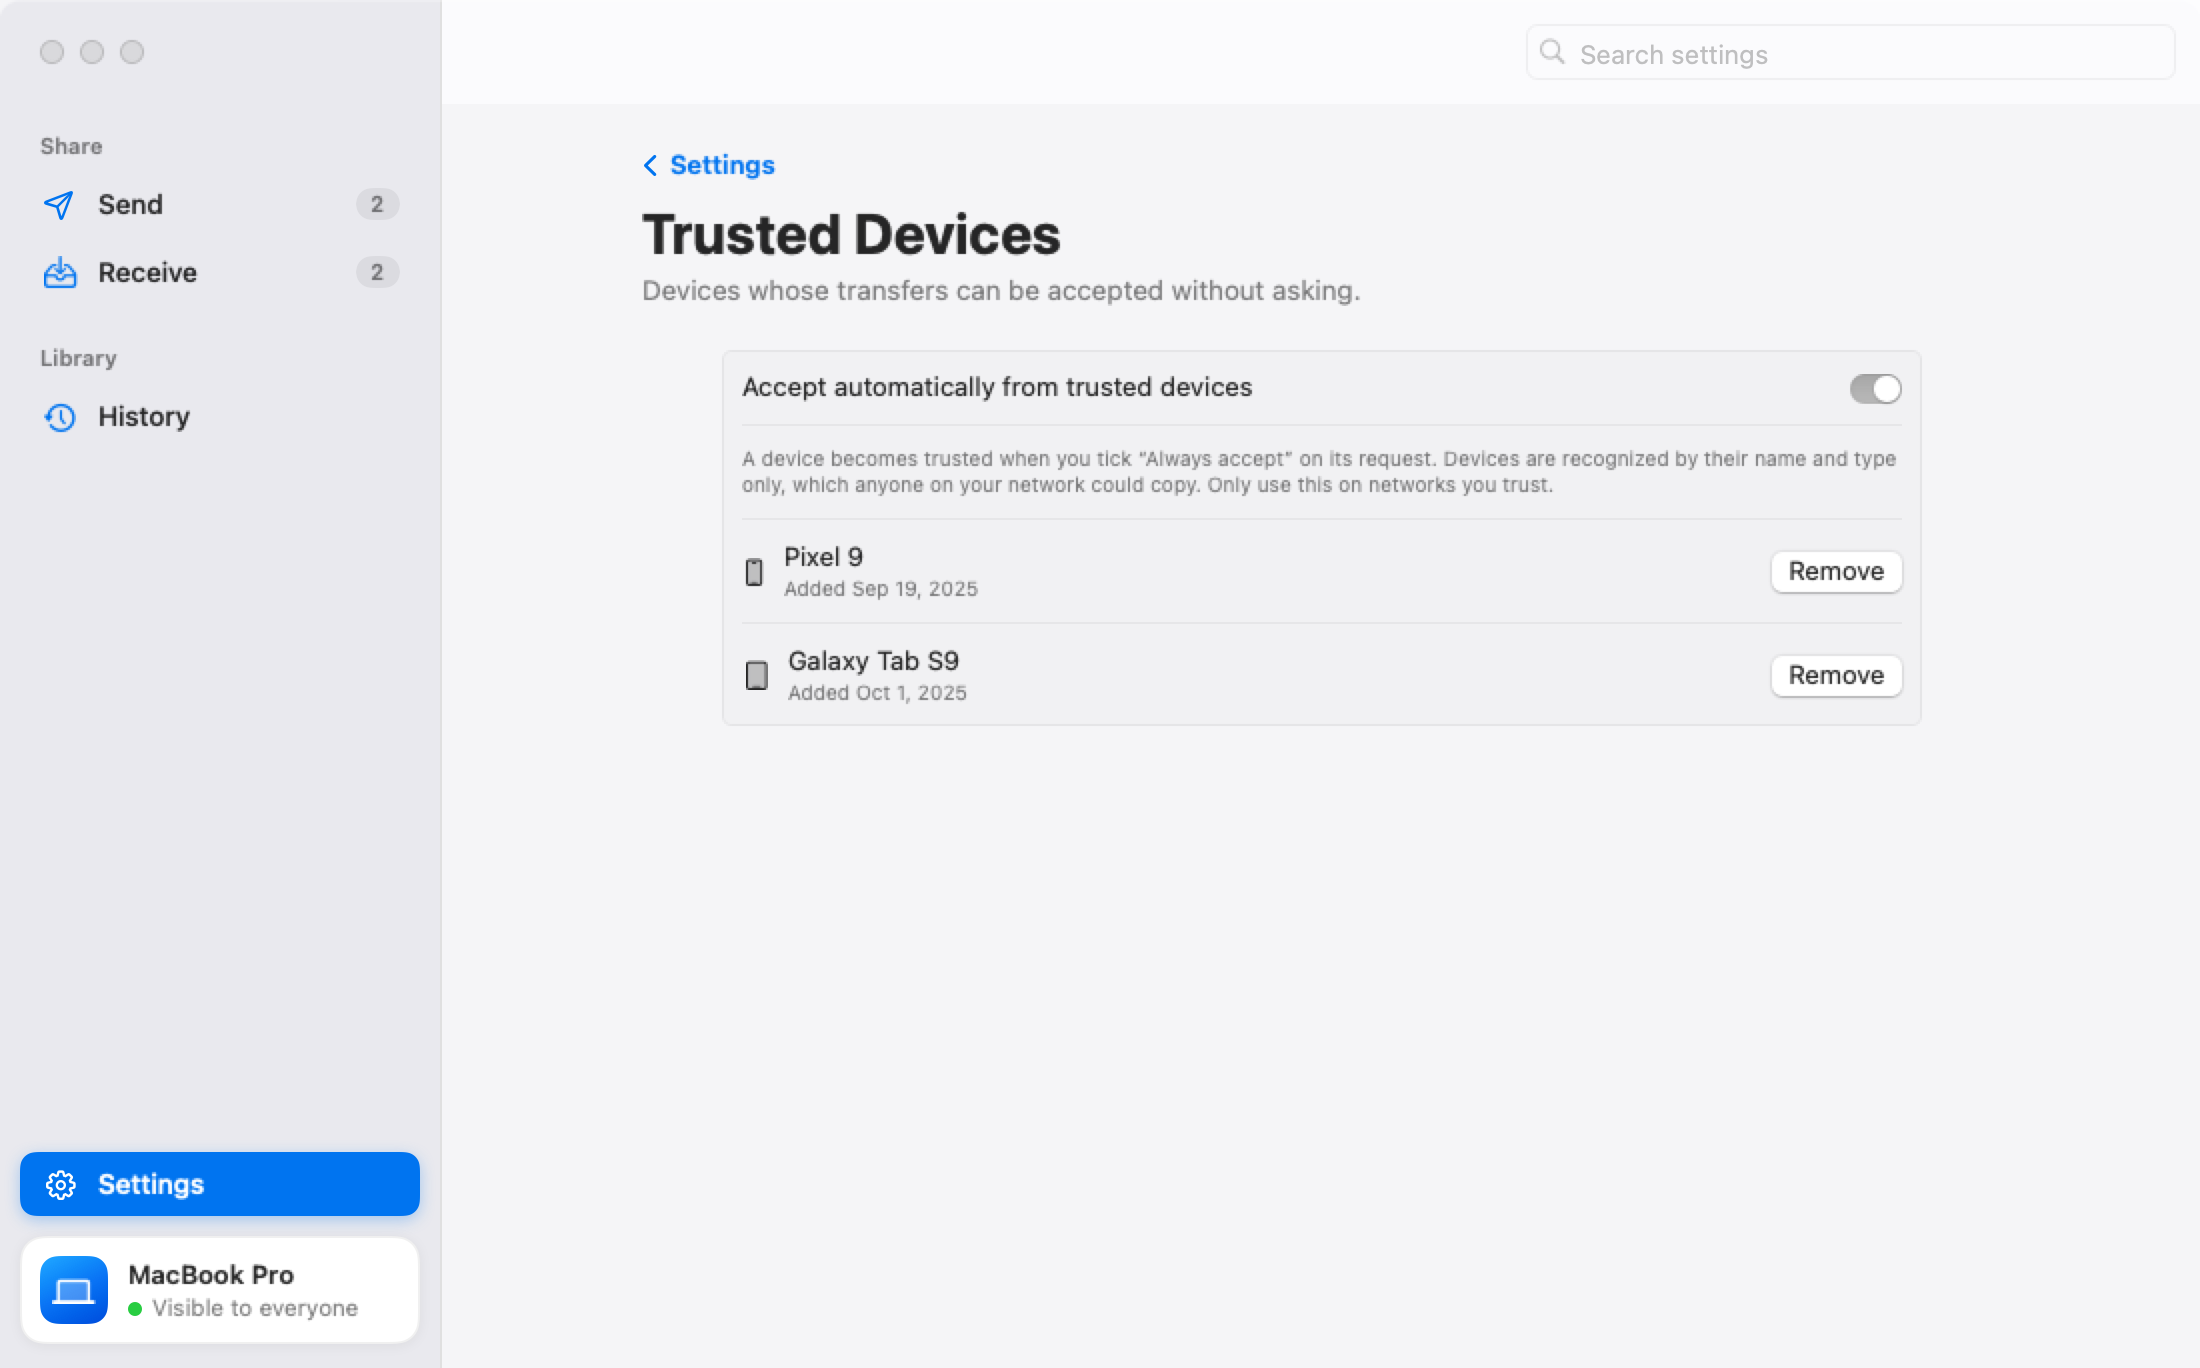 Search settings
Share
Send 2
Receive 2
Library
History
Settings
MacBook Pro
Visible to everyone
Settings
Trusted Devices
Devices whose transfers can be accepted without asking.
Accept automatically from trusted devices
A device becomes trusted when you tick “Always accept” on its request. Devices are recognized by their name and type
only, which anyone on your network could copy. Only use this on networks you trust.
Pixel 9
Added Sep 19, 2025
Remove
Galaxy Tab S9
Added Oct 1, 2025
Remove